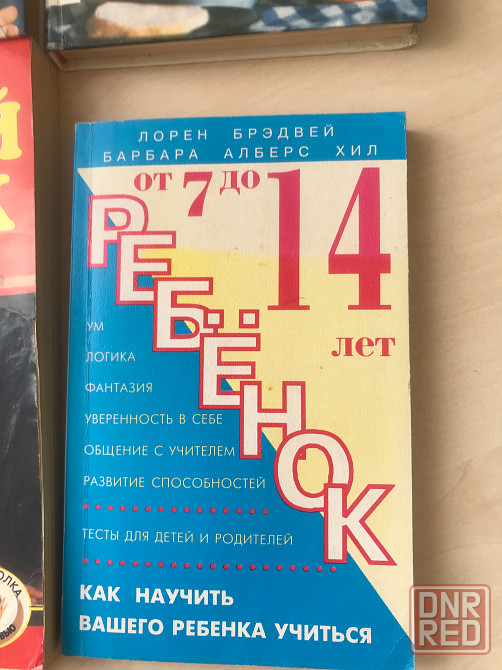 ЛОРЕН БРЭДВЕЙ
БАРБАРА АЛБЕРС ХИЛ
от 7 до 14
лет
РЕБЁНОК
УМ
ЛОГИКА
ФАНТАЗИЯ
УВЕРЕННОСТЬ В СЕБЕ
ОБЩЕНИЕ С УЧИТЕЛЕМ
РАЗВИТИЕ СПОСОБНОСТЕЙ
ТЕСТЫ ДЛЯ ДЕТЕЙ И РОДИТЕЛЕЙ
КАК НАУЧИТЬ
ВАШЕГО РЕБЕНКА УЧИТЬСЯ
DNR
RED